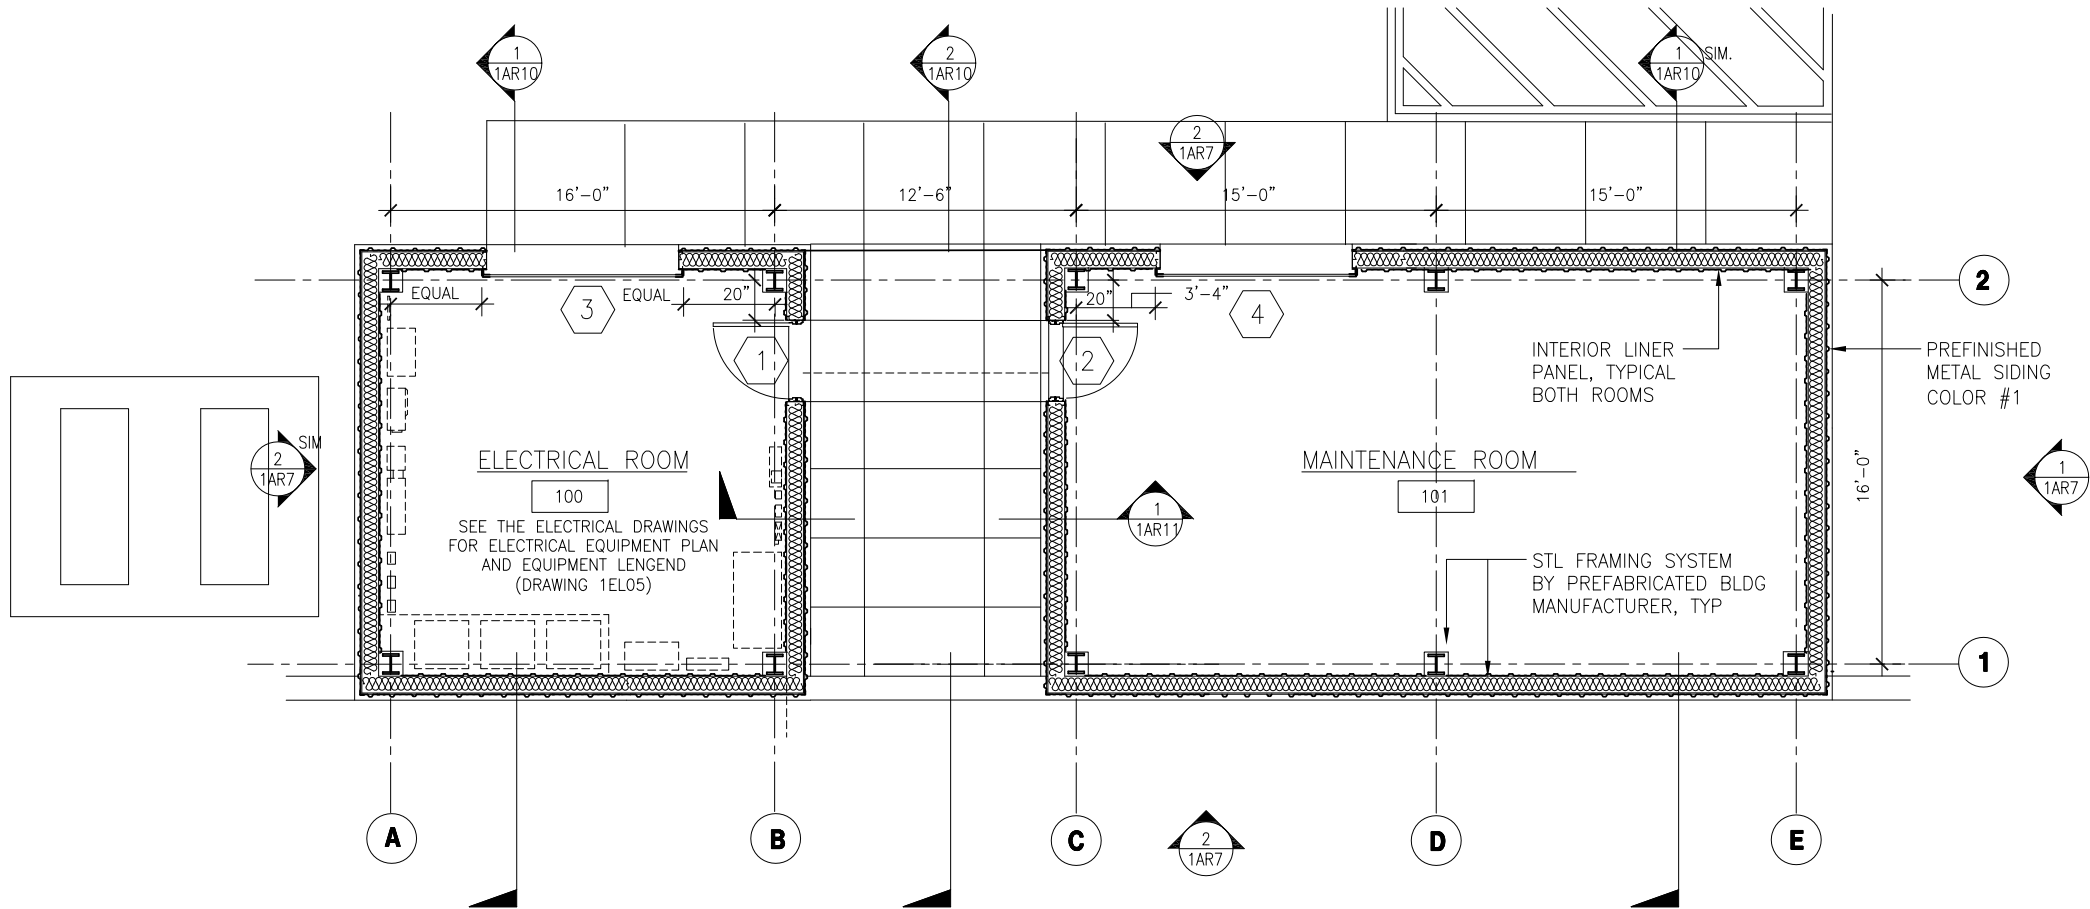 1
1AR10
2
1AR10
1
1AR10
SIM.
2
1AR7
16'-0"
12'-6"
15'-0"
15'-0"
2
EQUAL
3
EQUAL
20"
20"
3'-4"
4
1
2
INTERIOR LINER
PANEL, TYPICAL
BOTH ROOMS
PREFINISHED
METAL SIDING
COLOR #1
SIM
2
1AR7
ELECTRICAL ROOM
100
SEE THE ELECTRICAL DRAWINGS
FOR ELECTRICAL EQUIPMENT PLAN
AND EQUIPMENT LENGEND
(DRAWING 1EL05)
1
1AR11
MAINTENANCE ROOM
101
16'-0"
1
1AR7
STL FRAMING SYSTEM
BY PREFABRICATED BLDG
MANUFACTURER, TYP
1
A
B
C
2
1AR7
D
E